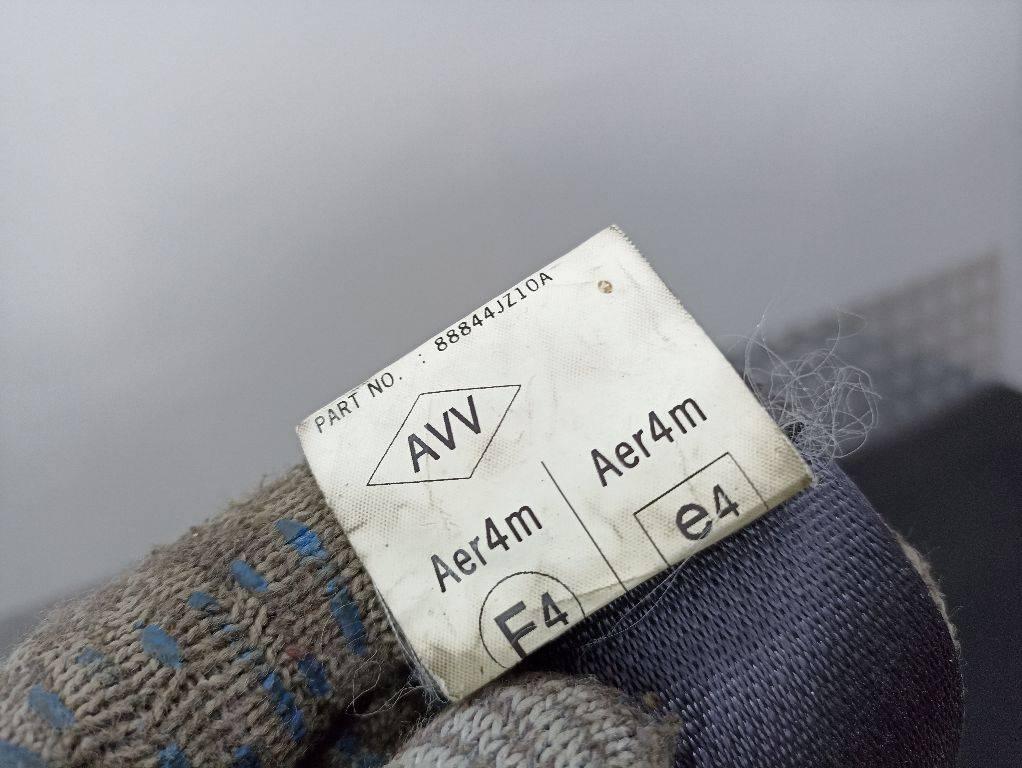 PART NO. : 88844JZ10A
AVV
Aer4m
Aer4m
E4
e4